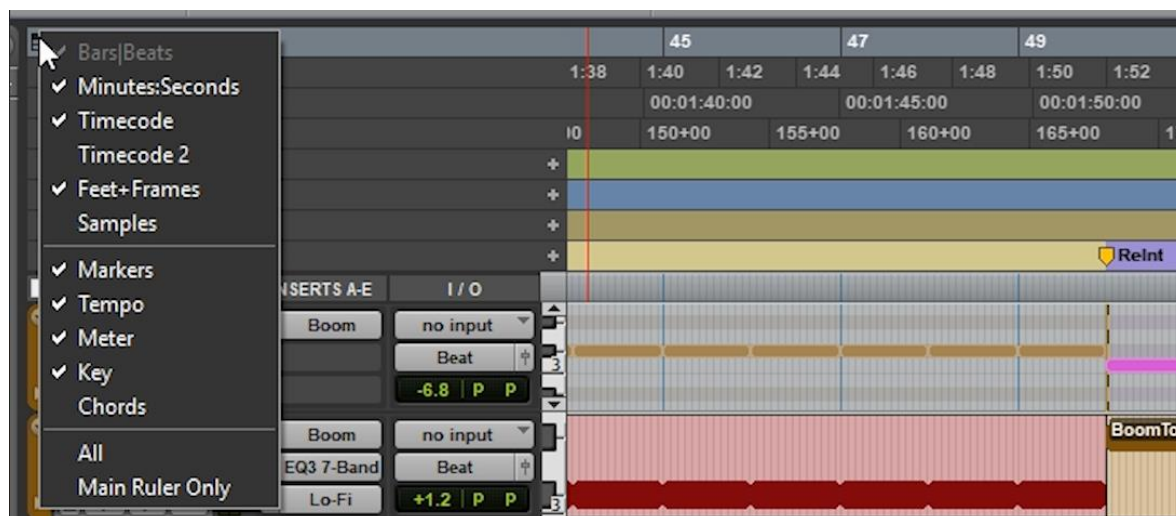 Bars|Beats
Minutes:Seconds
Timecode
Timecode 2
Feet+Frames
Samples
Markers
Tempo
Meter
Key
Chords
All
Main Ruler Only
45 47 49
1:38 1:40 1:42 1:44 1:46 1:48 1:50 1:52
00:01:40:00 00:01:45:00 00:01:50:00
00 150+00 155+00 160+00 165+00 1
ReInt
NSERTS A-E I / O
Boom no input
Beat
3
-6.8 P P
Boom no input
BoomTo
EQ3 7-Band Beat
Lo-Fi +1.2 P P
3